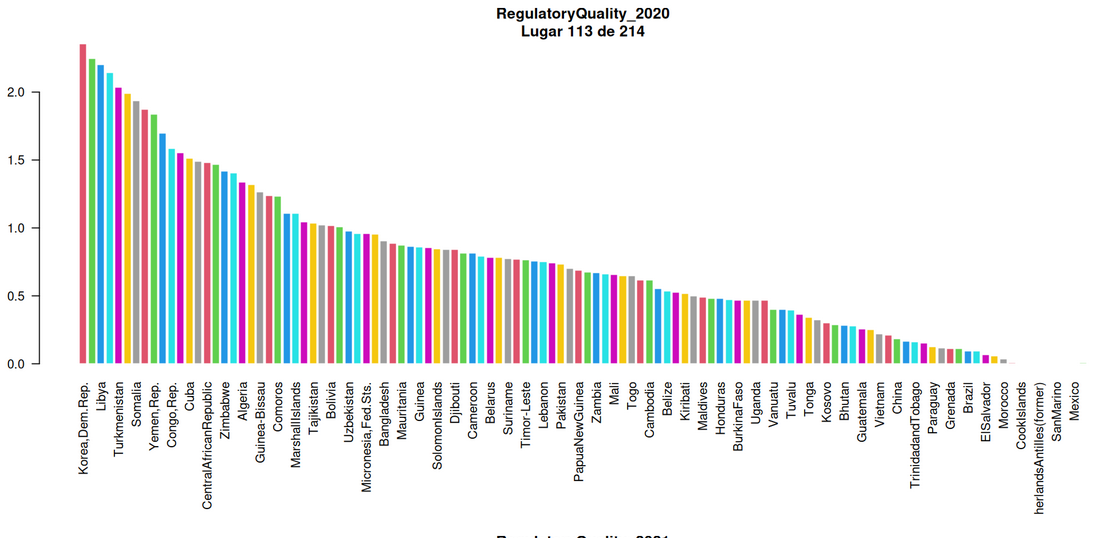 RegulatoryQuality_2020
Lugar 113 de 214
2.0
1.5
1.0
0.5
0.0
Korea,Dem.Rep.
Libya
Turkmenistan
Somalia
Yemen,Rep.
Congo,Rep.
Cuba
CentralAfricanRepublic
Zimbabwe
Algeria
Guinea-Bissau
Comoros
MarshallIslands
Tajikistan
Bolivia
Uzbekistan
Micronesia,Fed.Sts.
Bangladesh
Mauritania
Guinea
SolomonIslands
Djibouti
Cameroon
Belarus
Suriname
Timor-Leste
Lebanon
Pakistan
PapuaNewGuinea
Zambia
Mali
Togo
Cambodia
Belize
Kiribati
Maldives
Honduras
BurkinaFaso
Uganda
Vanuatu
Tuvalu
Tonga
Kosovo
Bhutan
Guatemala
Vietnam
China
TrinidadandTobago
Paraguay
Grenada
Brazil
ElSalvador
Morocco
CookIslands
herlandsAntilles(former)
SanMarino
Mexico